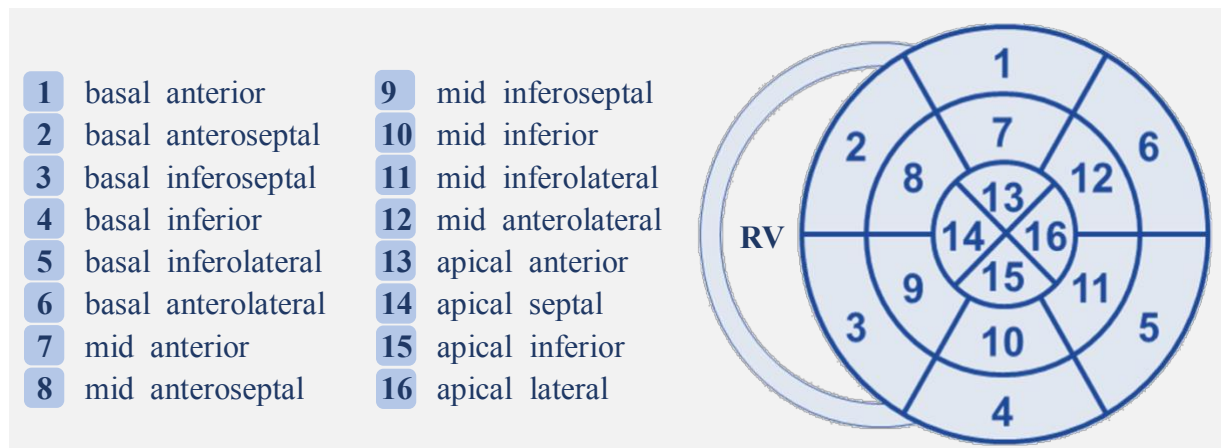 1 basal anterior
2 basal anteroseptal
3 basal inferoseptal
4 basal inferior
5 basal inferolateral
6 basal anterolateral
7 mid anterior
8 mid anteroseptal
9 mid inferoseptal
10 mid inferior
11 mid inferolateral
12 mid anterolateral
13 apical anterior
14 apical septal
15 apical inferior
16 apical lateral
RV
1
2
6
7
8
12
13
14
16
15
9
11
3
10
5
4